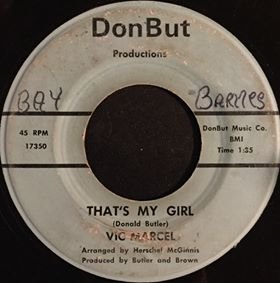 DonBut
Productions
BAY BARNES
45 RPM
17350
DonBut Music Co.
BMI
Time 1:35
THAT'S MY GIRL
(Donald Butler)
VIC MARCEL
Arranged by Herschel McGinnis
Produced by Butler and Brown